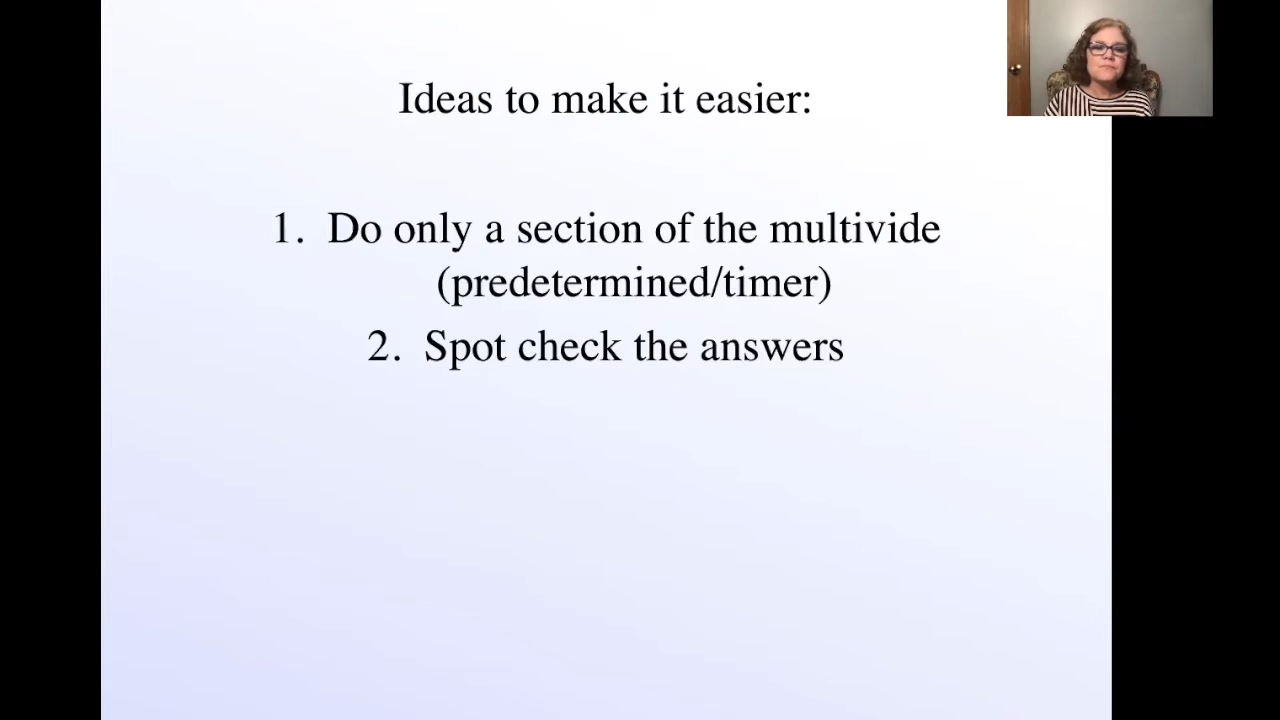 Ideas to make it easier:
1. Do only a section of the multivide
(predetermined/timer)
2. Spot check the answers